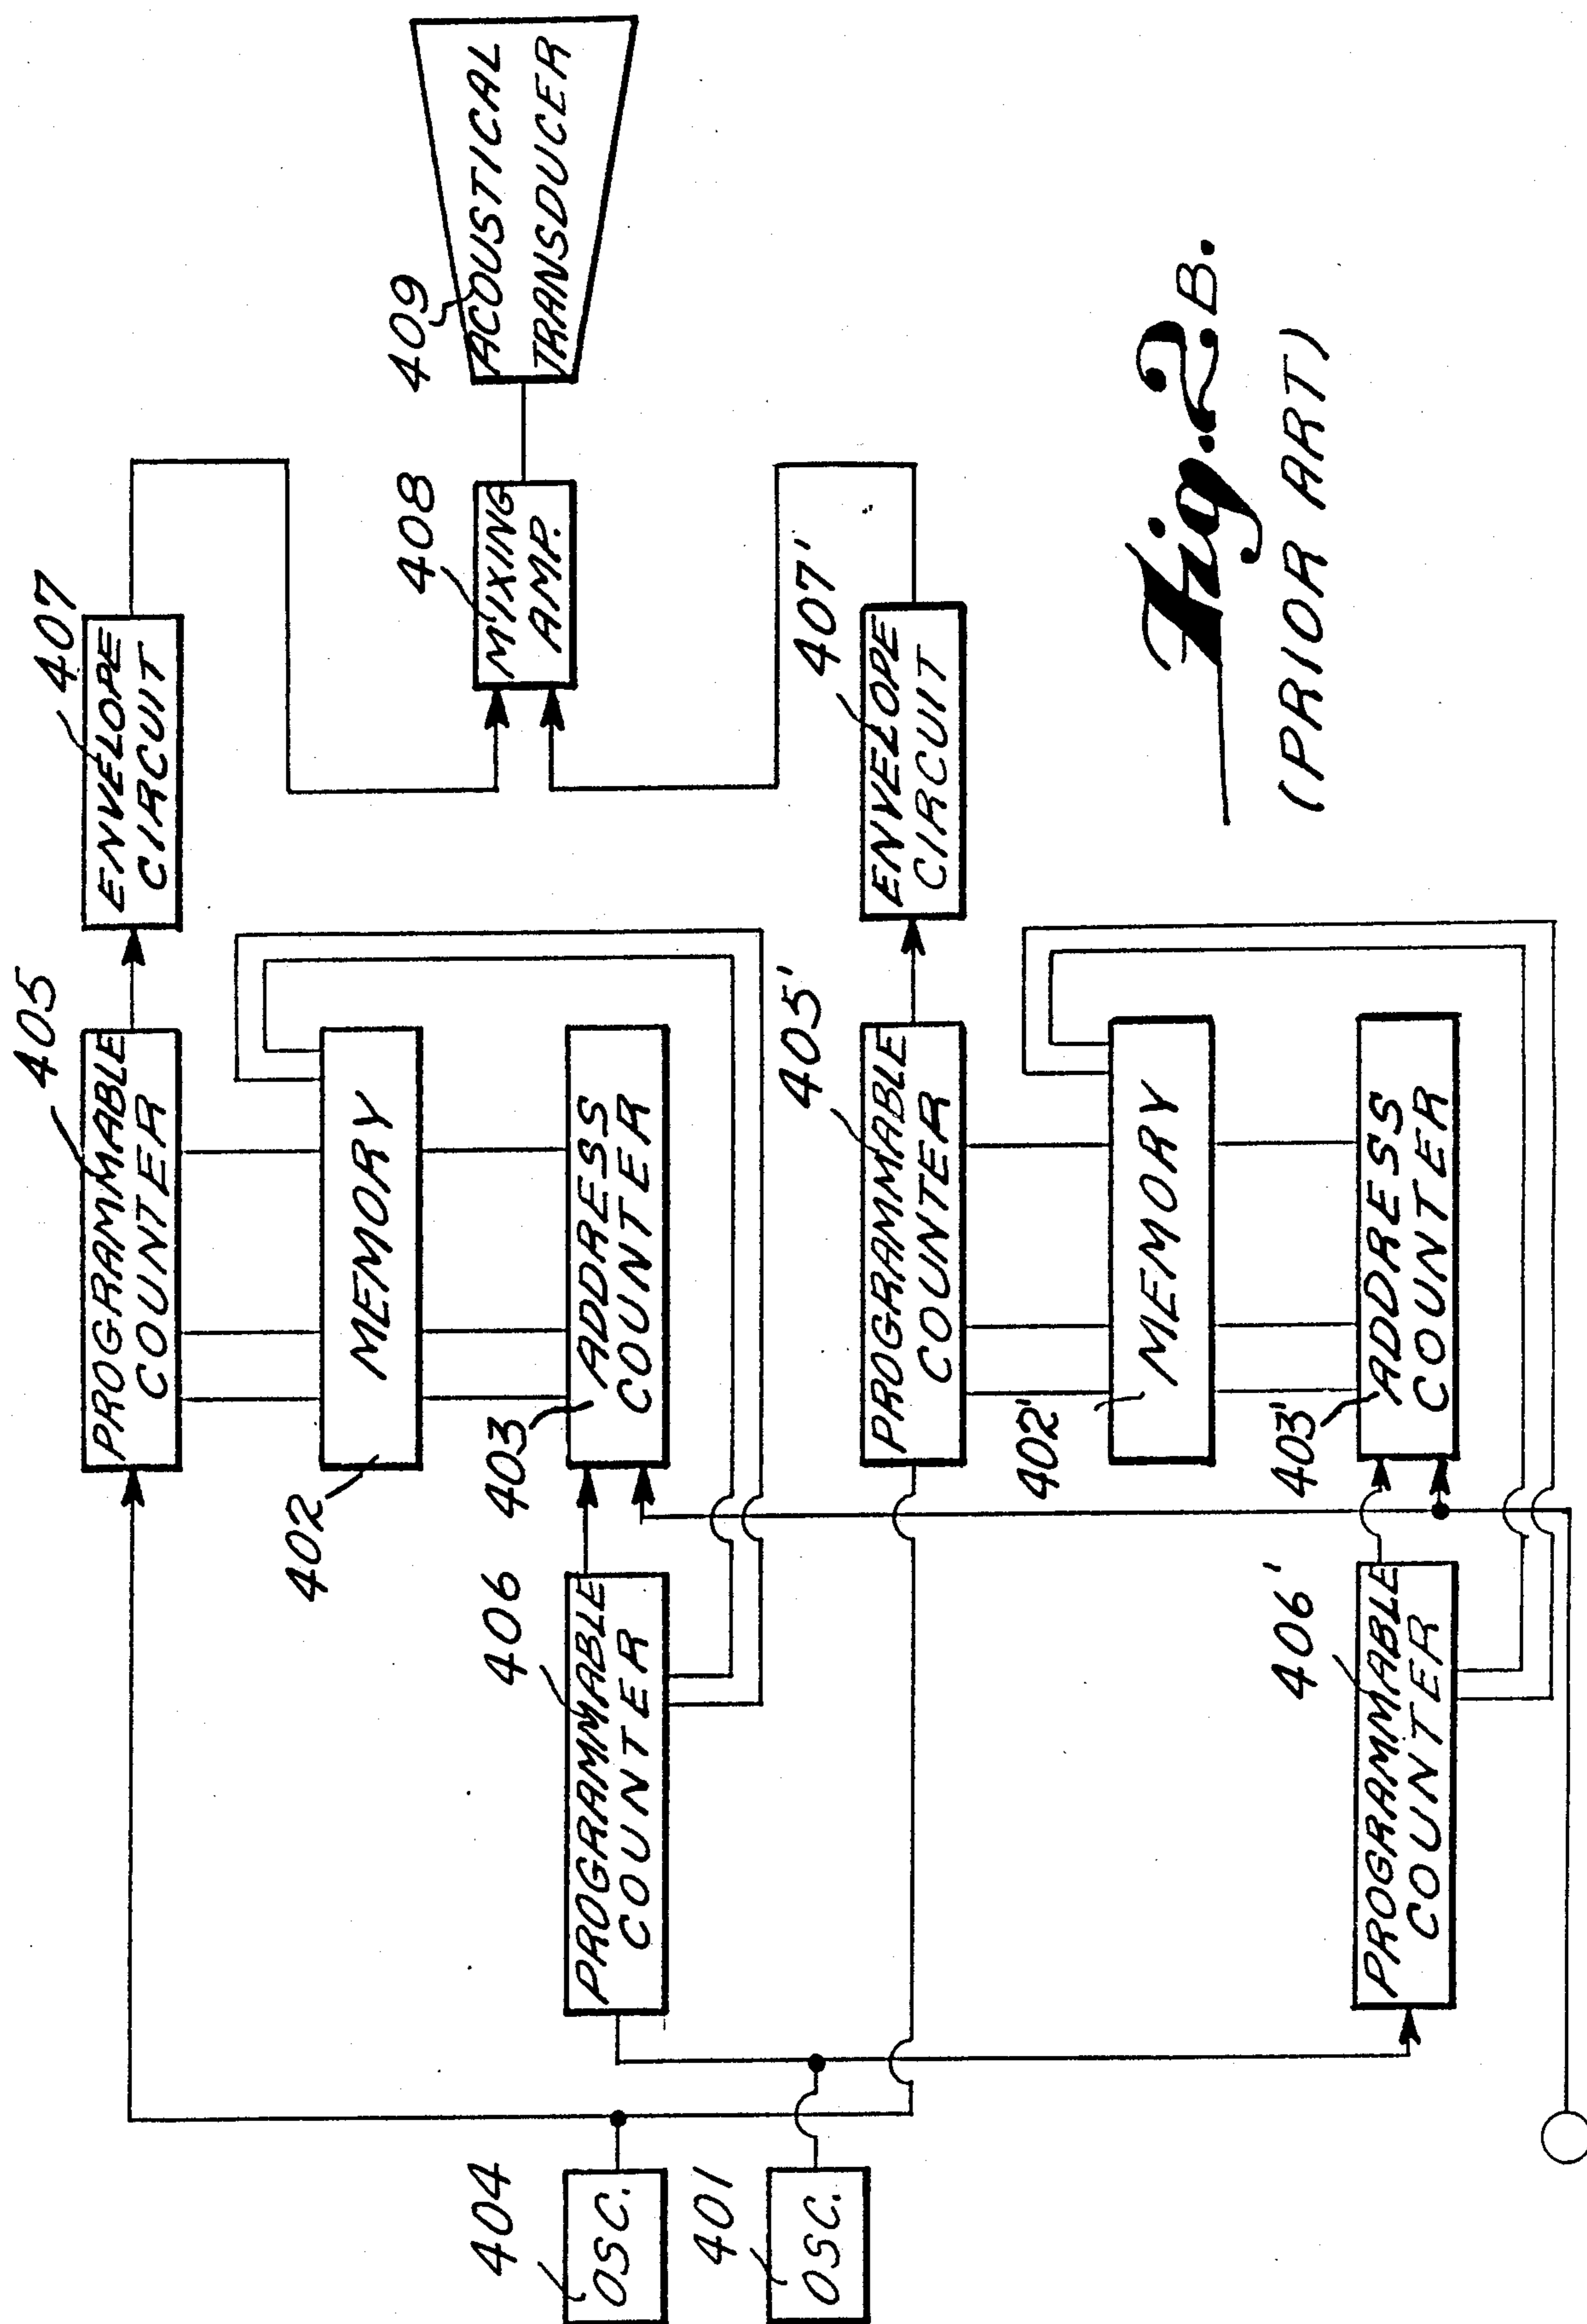 405
PROGRAMMABLE
COUNTER
407
ENVELOPE
CIRCUIT
402
MEMORY
409
ACOUSTICAL
TRANSDUCER
408
MIXING
AMP.
404
OSC.
406
PROGRAMMABLE
COUNTER
403
ADDRESS
COUNTER
401
OSC.
405'
PROGRAMMABLE
COUNTER
407'
ENVELOPE
CIRCUIT
402'
MEMORY
406'
PROGRAMMABLE
COUNTER
403'
ADDRESS
COUNTER
Fig. 2B.
(PRIOR ART)